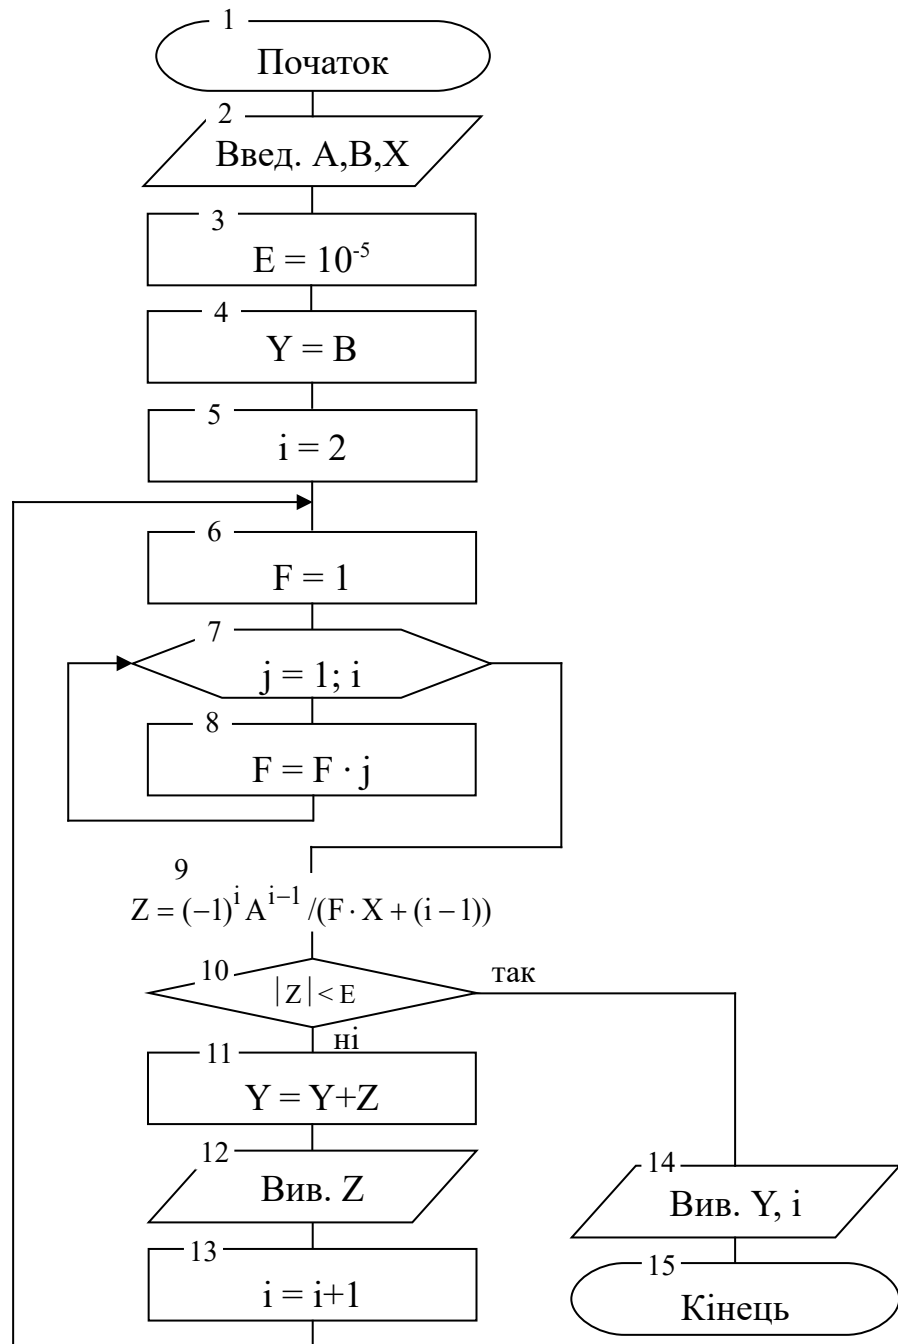 1
Початок
2
Введ. A,B,X
3
E = 10⁻⁵
4
Y = B
5
i = 2
6
F = 1
7
j = 1; i
8
F = F · j
9
Z = (−1)ⁱ Aⁱ⁻¹ /(F · X + (i − 1))
10
|Z| < E
так
ні
11
Y = Y+Z
12
Вив. Z
13
i = i+1
14
Вив. Y, i
15
Кінець